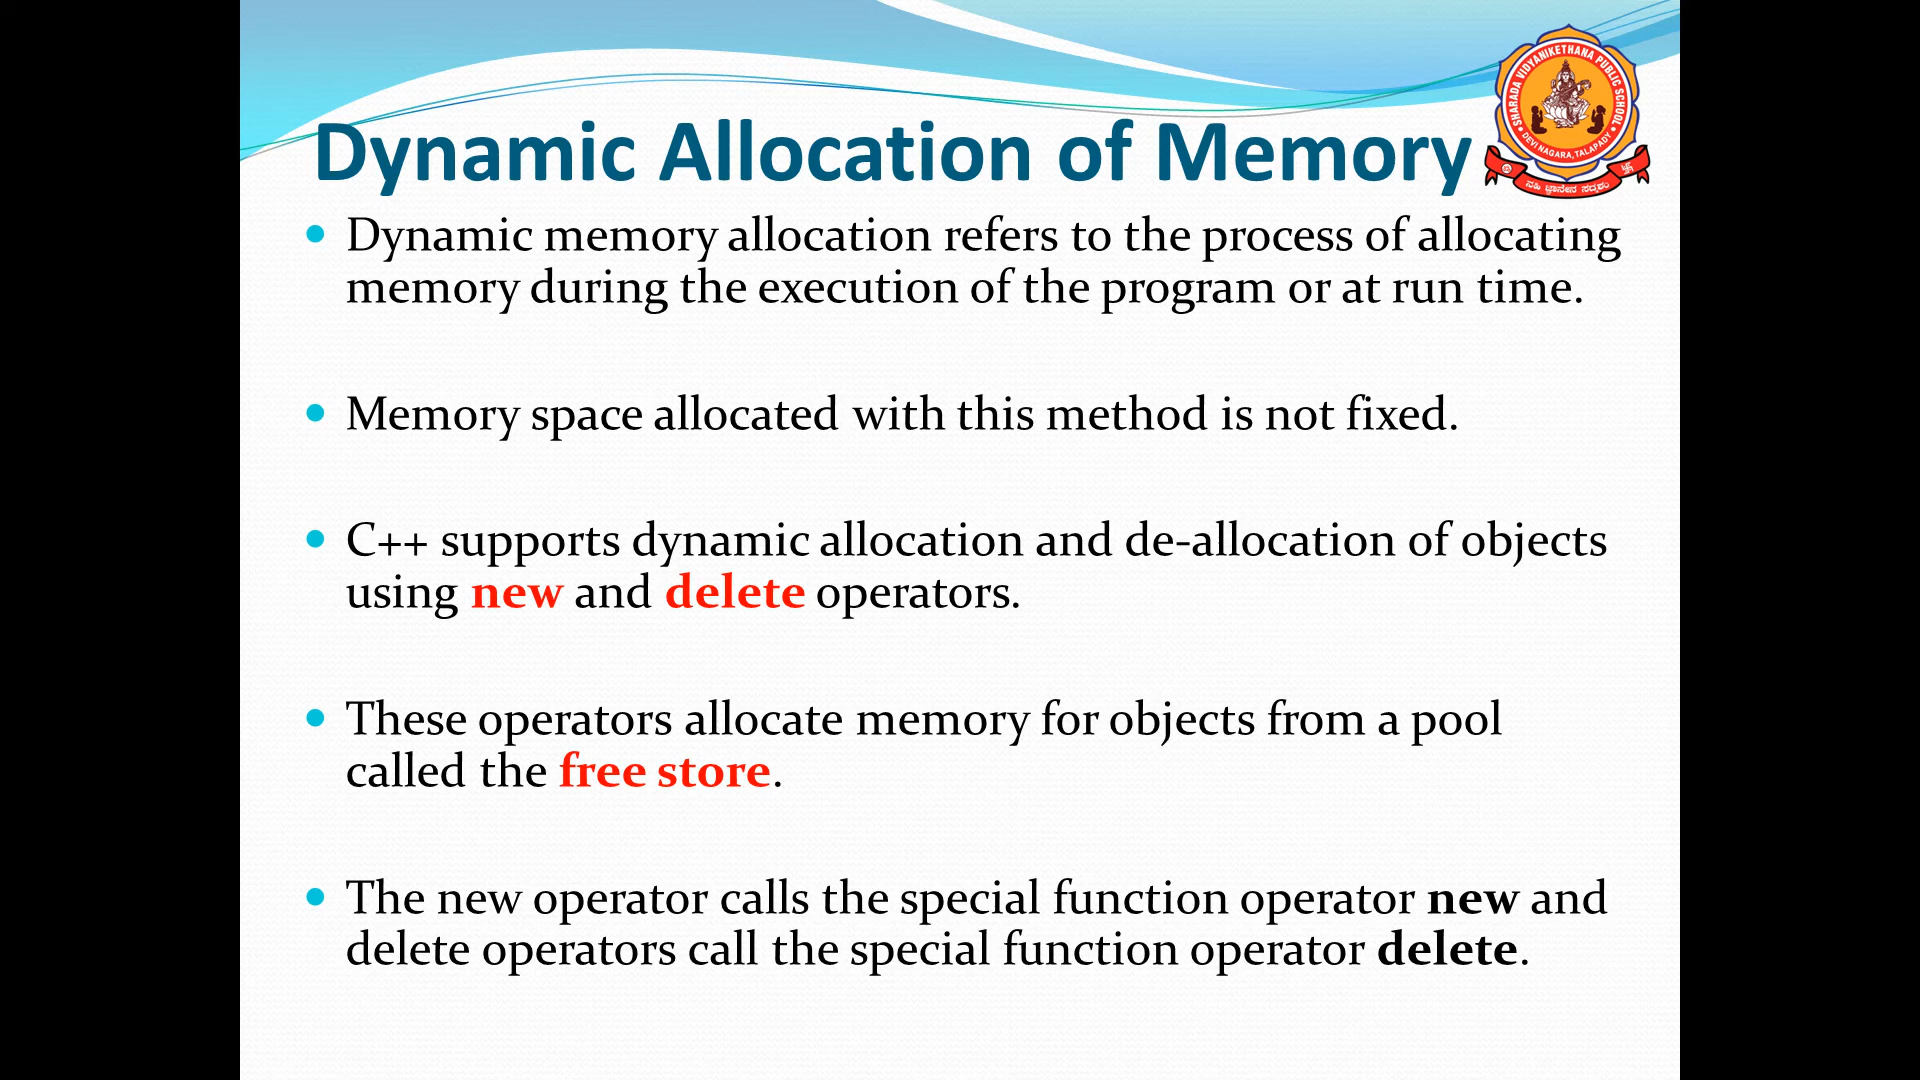 Dynamic Allocation of Memory
SHARADA VIDYANIKETHANA PUBLIC SCHOOL
DEVI NAGARA, TALAPADY
ನಹಿ ಜ್ಞಾನೇನ ಸದೃಶಂ
• Dynamic memory allocation refers to the process of allocating
memory during the execution of the program or at run time.
• Memory space allocated with this method is not fixed.
• C++ supports dynamic allocation and de-allocation of objects
using new and delete operators.
• These operators allocate memory for objects from a pool
called the free store.
• The new operator calls the special function operator new and
delete operators call the special function operator delete.